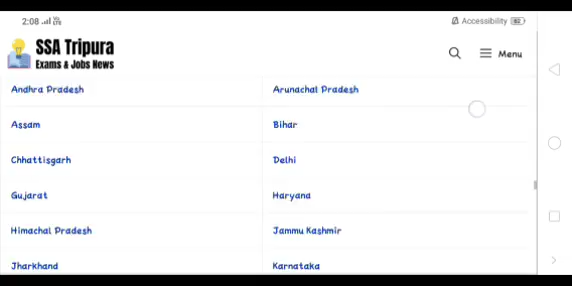 2:08
Accessibility
SSA Tripura
Exams & Jobs News
Menu
Andhra Pradesh
Arunachal Pradesh
Assam
Bihar
Chhattisgarh
Delhi
Gujarat
Haryana
Himachal Pradesh
Jammu Kashmir
Jharkhand
Karnataka